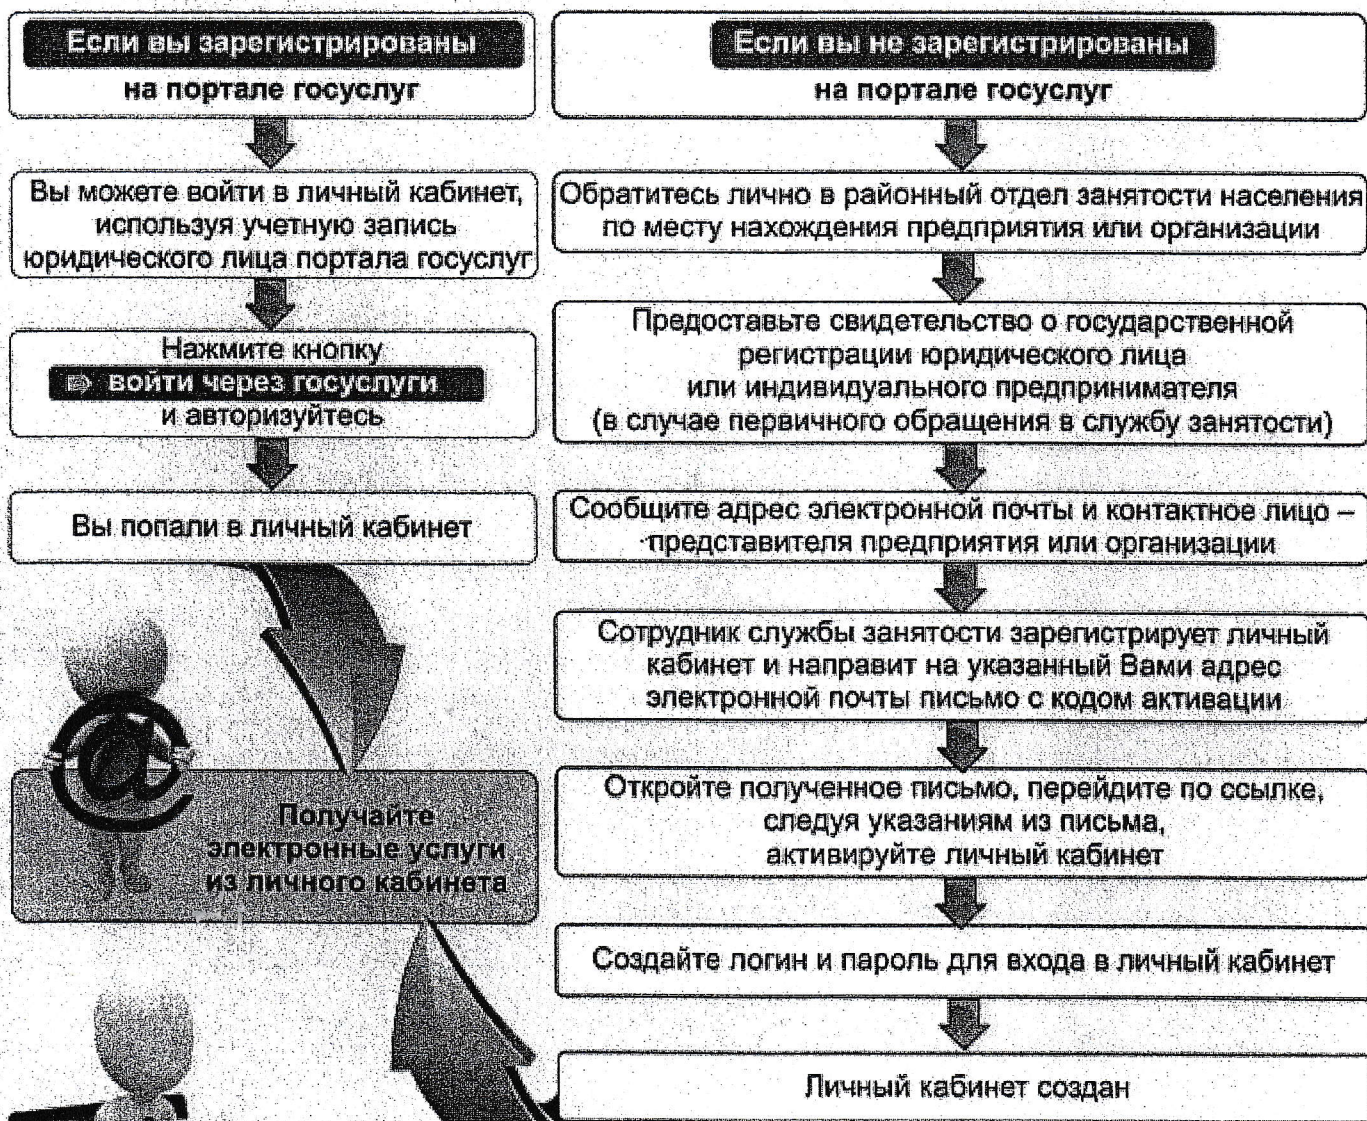 Если вы зарегистрированы
на портале госуслуг
Вы можете войти в личный кабинет,
используя учетную запись
юридического лица портала госуслуг
Нажмите кнопку
⇨ войти через госуслуги
и авторизуйтесь
Вы попали в личный кабинет
@
Получайте
электронные услуги
из личного кабинета
Если вы не зарегистрированы
на портале госуслуг
Обратитесь лично в районный отдел занятости населения
по месту нахождения предприятия или организации
Предоставьте свидетельство о государственной
регистрации юридического лица
или индивидуального предпринимателя
(в случае первичного обращения в службу занятости)
Сообщите адрес электронной почты и контактное лицо –
представителя предприятия или организации
Сотрудник службы занятости зарегистрирует личный
кабинет и направит на указанный Вами адрес
электронной почты письмо с кодом активации
Откройте полученное письмо, перейдите по ссылке,
следуя указаниям из письма,
активируйте личный кабинет
Создайте логин и пароль для входа в личный кабинет
Личный кабинет создан